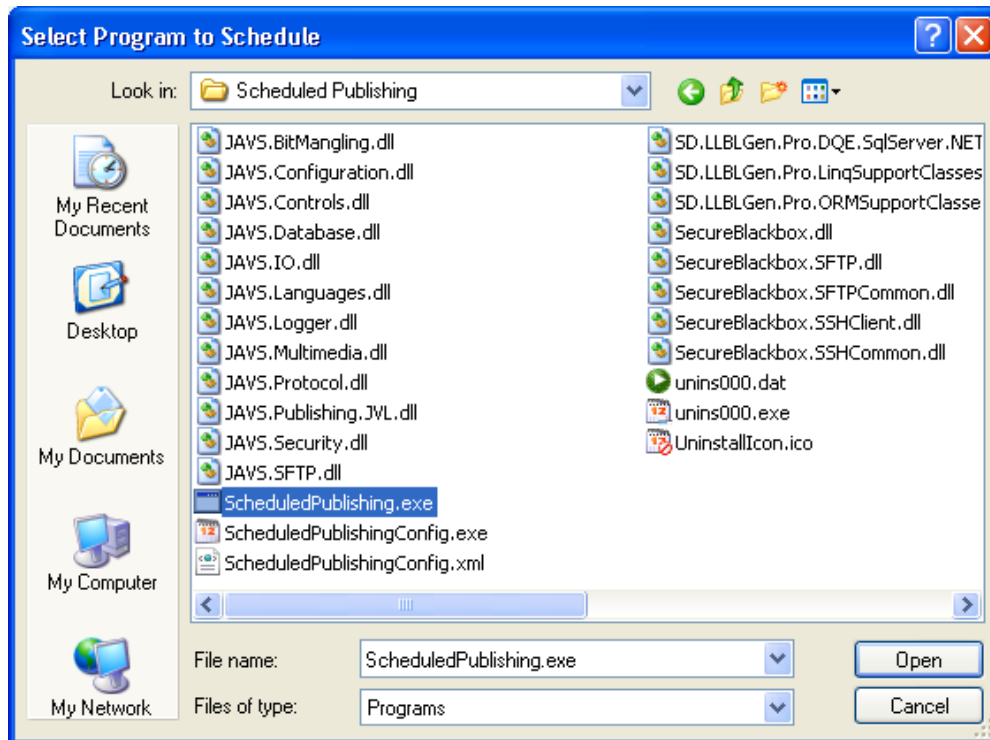 Select Program to Schedule
Look in: Scheduled Publishing
My Recent
Documents
Desktop
My Documents
My Computer
My Network
JAVS.BitMangling.dll
JAVS.Configuration.dll
JAVS.Controls.dll
JAVS.Database.dll
JAVS.IO.dll
JAVS.Languages.dll
JAVS.Logger.dll
JAVS.Multimedia.dll
JAVS.Protocol.dll
JAVS.Publishing.JVL.dll
JAVS.Security.dll
JAVS.SFTP.dll
ScheduledPublishing.exe
ScheduledPublishingConfig.exe
ScheduledPublishingConfig.xml
SD.LLBLGen.Pro.DQE.SqlServer.NET
SD.LLBLGen.Pro.LinqSupportClasses
SD.LLBLGen.Pro.ORMSupportClasse
SecureBlackbox.dll
SecureBlackbox.SFTP.dll
SecureBlackbox.SFTPCommon.dll
SecureBlackbox.SSHClient.dll
SecureBlackbox.SSHCommon.dll
unins000.dat
unins000.exe
UninstallIcon.ico
File name: ScheduledPublishing.exe Open
Files of type: Programs Cancel